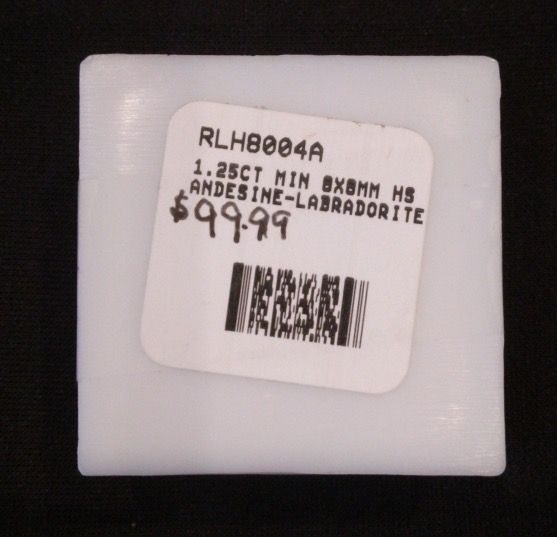 RLH8004A
1.25CT MIN 8X8MM HS
ANDESINE-LABRADORITE
$99.99